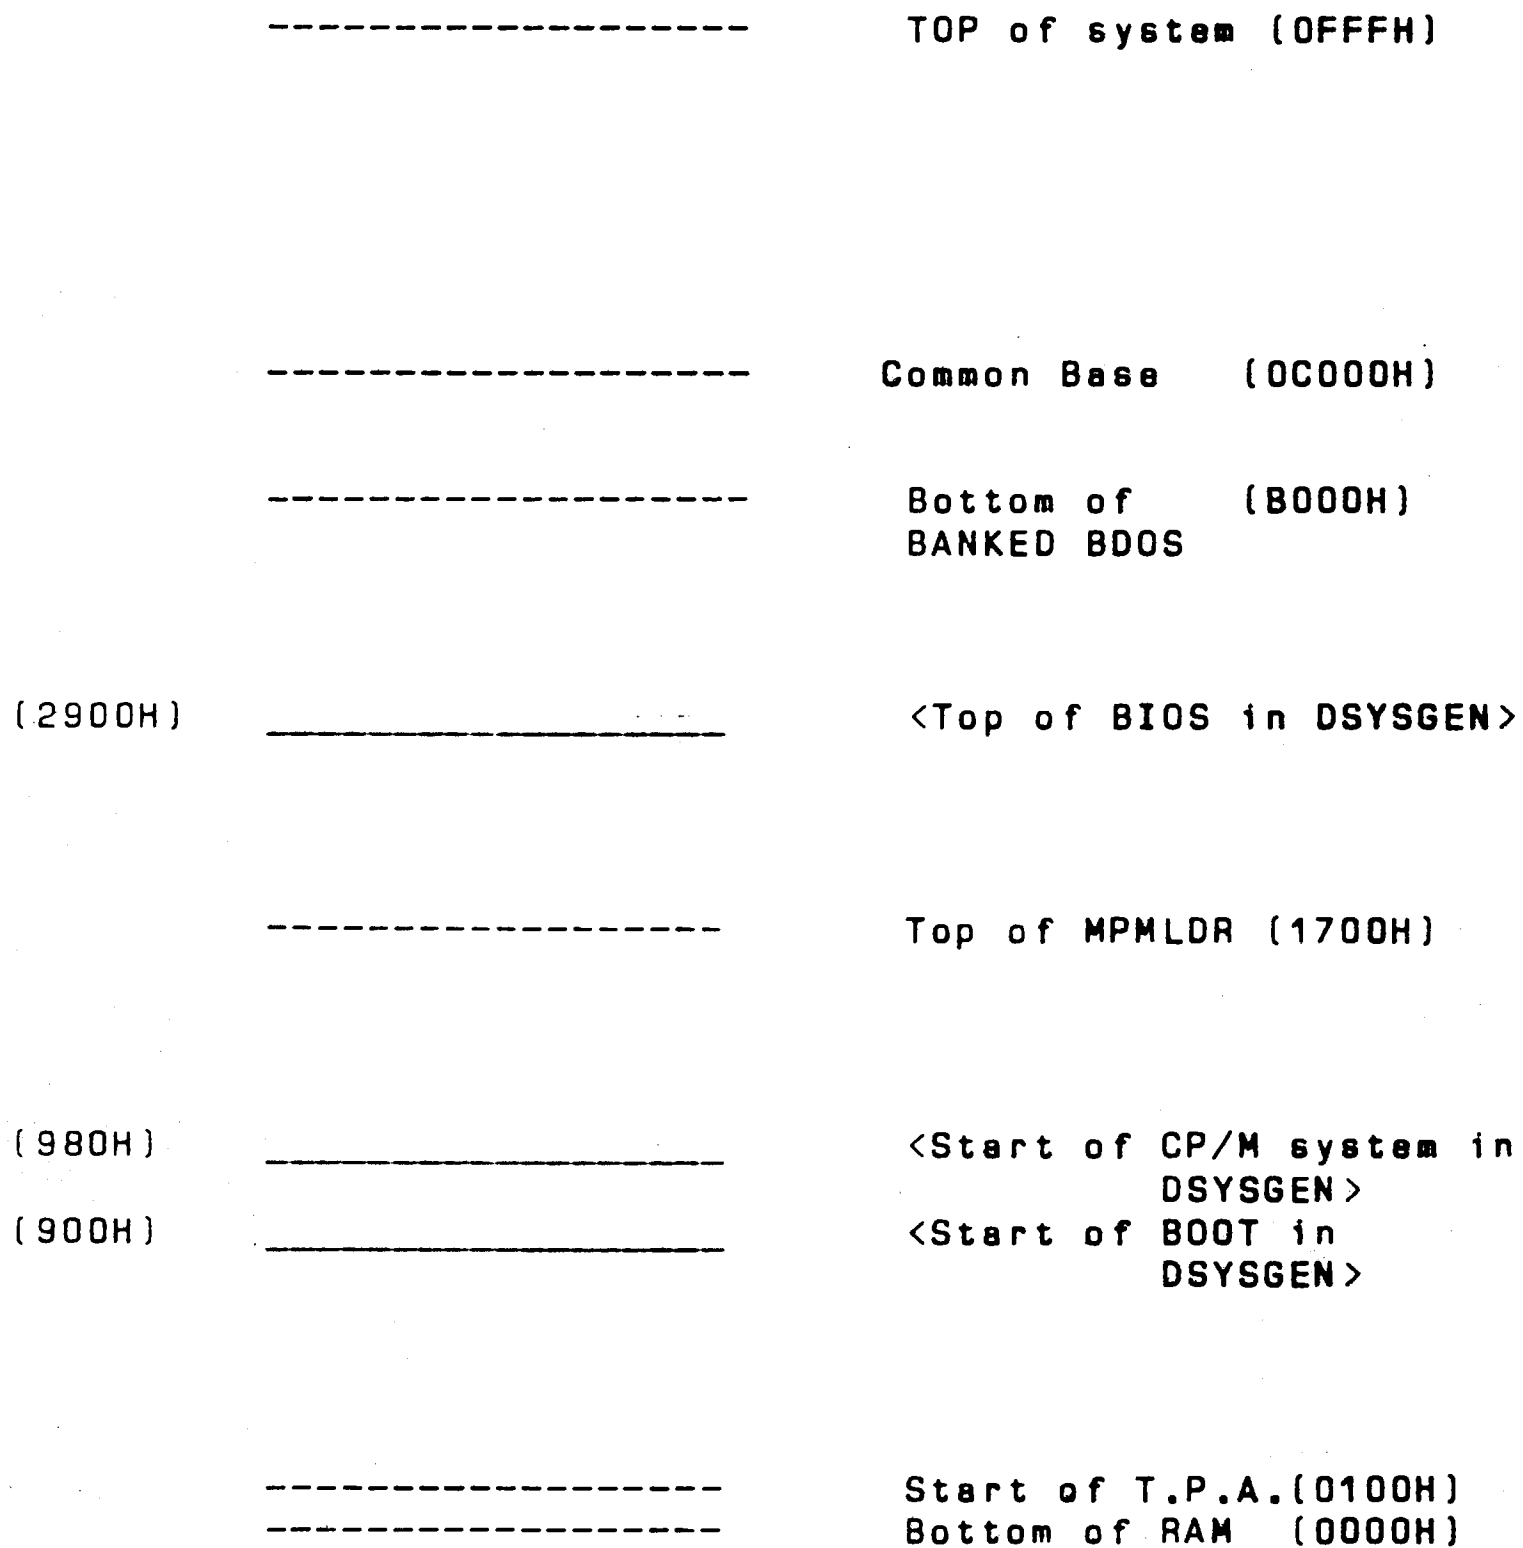 TOP of system (0FFFH)
Common Base (0C000H)
Bottom of (B000H)
BANKED BDOS
(2900H) <Top of BIOS in DSYSGEN>
Top of MPMLDR (1700H)
(980H) <Start of CP/M system in
DSYSGEN>
(900H) <Start of BOOT in
DSYSGEN>
Start of T.P.A.(0100H)
Bottom of RAM (0000H)